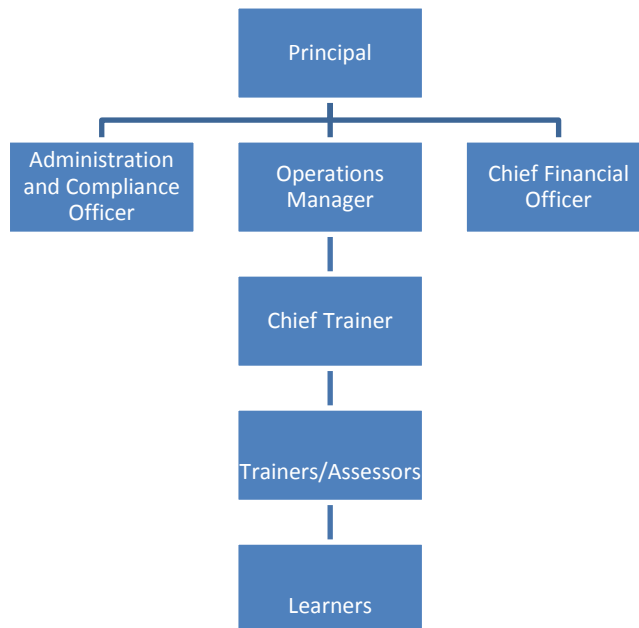 Principal
Administration
and Compliance
Officer
Operations
Manager
Chief Financial
Officer
Chief Trainer
Trainers/Assessors
Learners